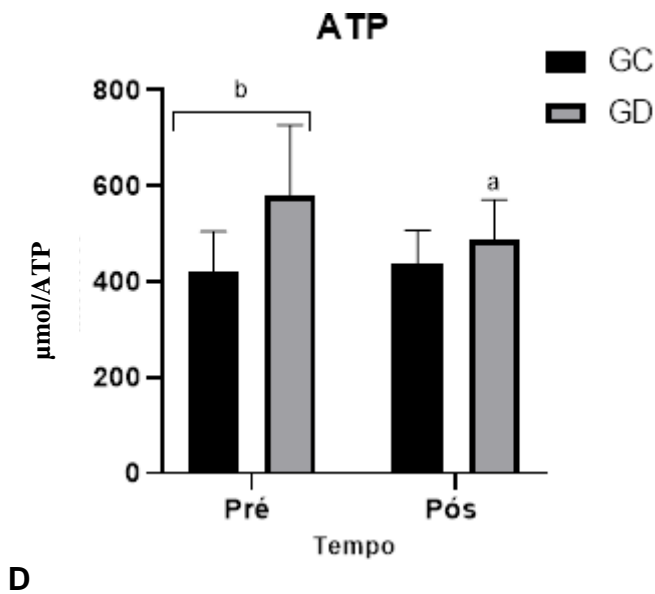 ATP
GC
GD
800
600
400
200
0
µmol/ATP
b
a
Pré
Pós
Tempo
D